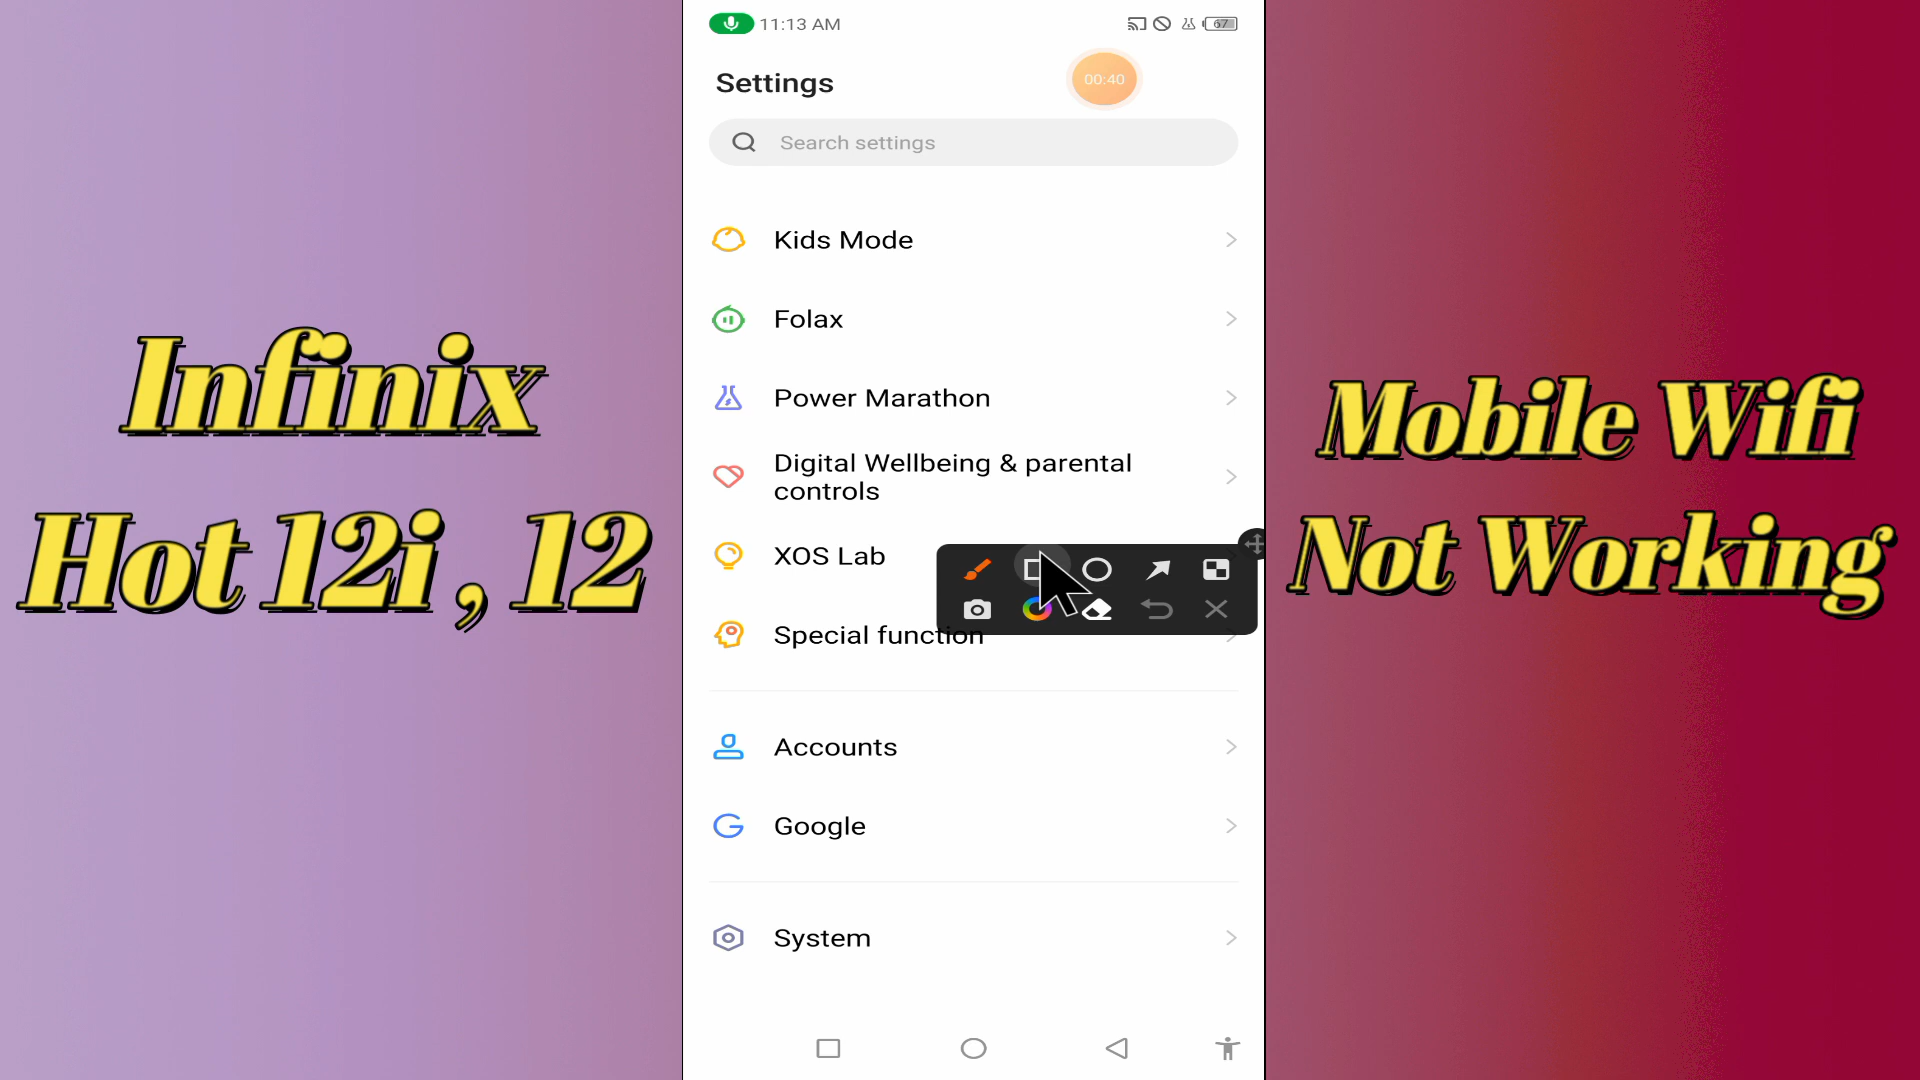 11:13 AM
67
Settings
00:40
Search settings
Kids Mode
Folax
Power Marathon
Digital Wellbeing & parental
controls
XOS Lab
Special function
Accounts
Google
System
Infinix
Hot 12i , 12
Mobile Wifi
Not Working